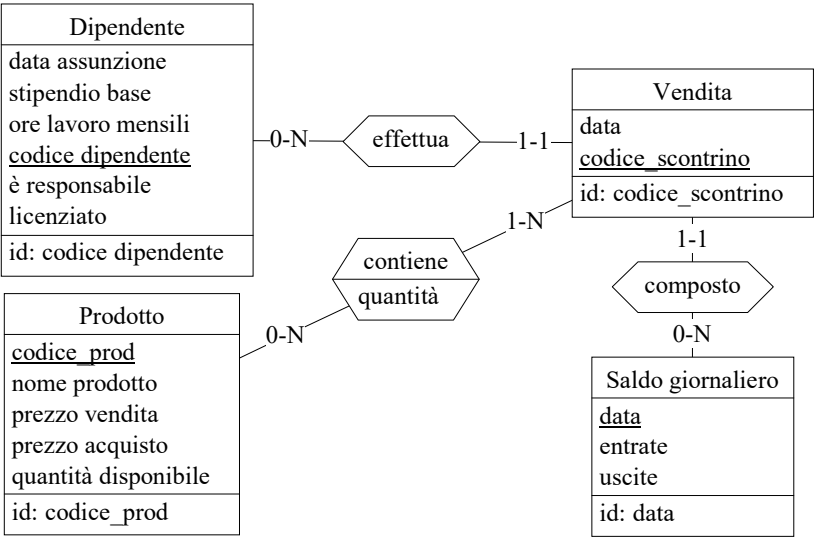 Dipendente
data assunzione
stipendio base
ore lavoro mensili
codice dipendente
è responsabile
licenziato
id: codice dipendente
0-N
effettua
1-1
Vendita
data
codice_scontrino
id: codice_scontrino
1-N
contiene
quantità
0-N
1-1
composto
0-N
Prodotto
codice_prod
nome prodotto
prezzo vendita
prezzo acquisto
quantità disponibile
id: codice_prod
Saldo giornaliero
data
entrate
uscite
id: data